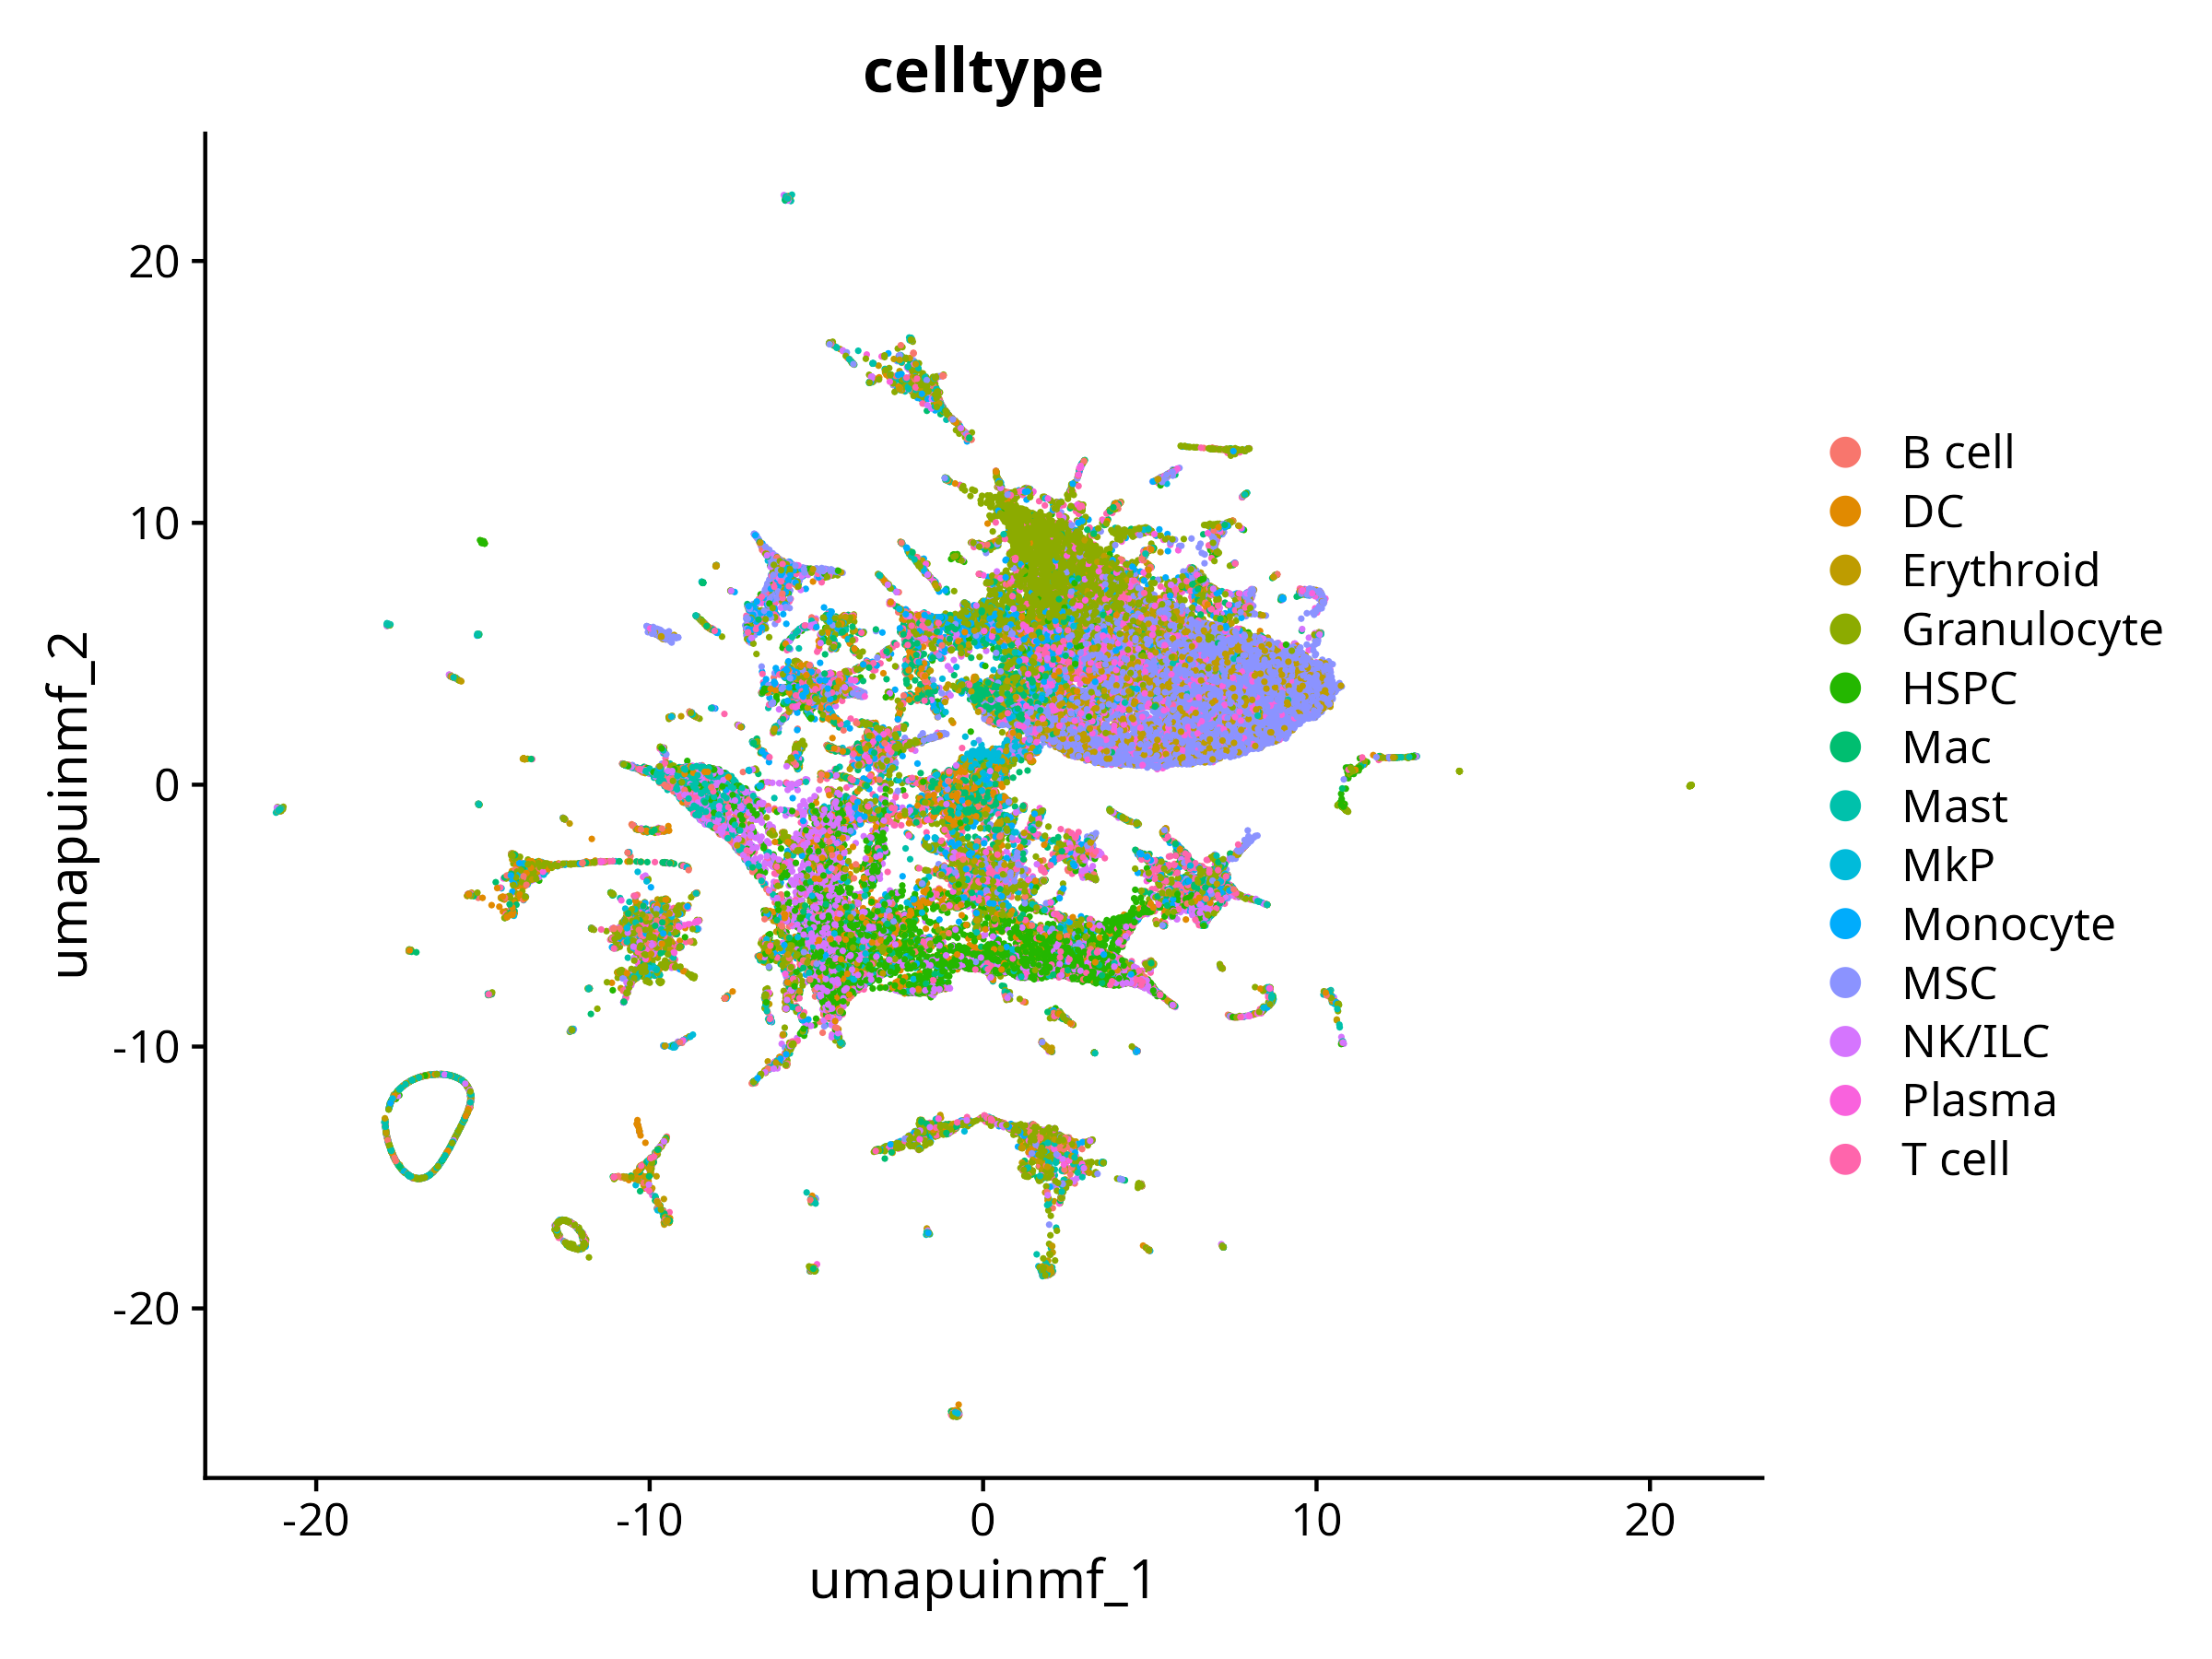 celltype
umapuinmf_2
20
10
0
-10
-20
-20
-10
0
10
20
umapuinmf_1
B cell
DC
Erythroid
Granulocyte
HSPC
Mac
Mast
MkP
Monocyte
MSC
NK/ILC
Plasma
T cell